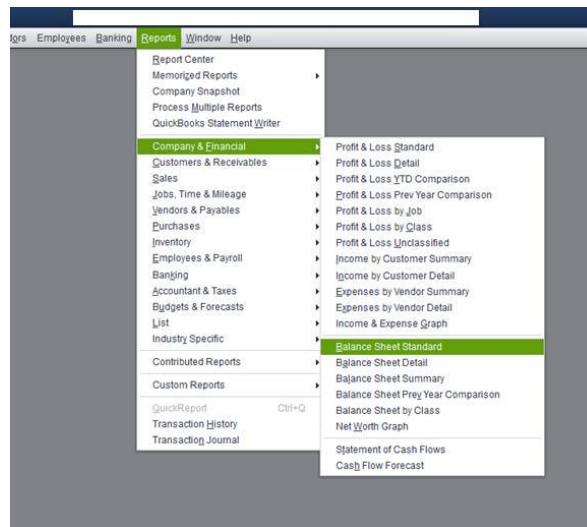 dors Employees Banking Reports Window Help
Report Center
Memorized Reports
Company Snapshot
Process Multiple Reports
QuickBooks Statement Writer
Company & Financial
Customers & Receivables
Sales
Jobs, Time & Mileage
Vendors & Payables
Purchases
Inventory
Employees & Payroll
Banking
Accountant & Taxes
Budgets & Forecasts
List
Industry Specific
Contributed Reports
Custom Reports
QuickReport Ctrl+Q
Transaction History
Transaction Journal
Profit & Loss Standard
Profit & Loss Detail
Profit & Loss YTD Comparison
Profit & Loss Prev Year Comparison
Profit & Loss by Job
Profit & Loss by Class
Profit & Loss Unclassified
Income by Customer Summary
Income by Customer Detail
Expenses by Vendor Summary
Expenses by Vendor Detail
Income & Expense Graph
Balance Sheet Standard
Balance Sheet Detail
Balance Sheet Summary
Balance Sheet Prev Year Comparison
Balance Sheet by Class
Net Worth Graph
Statement of Cash Flows
Cash Flow Forecast